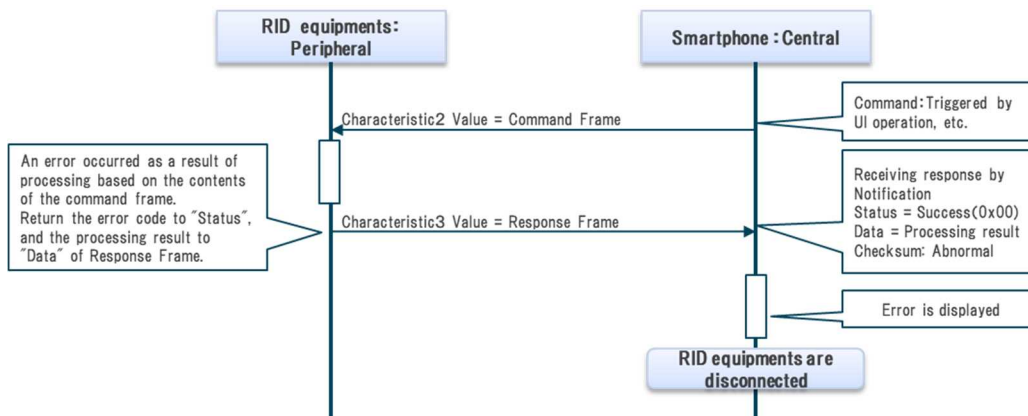 RID equipments:
Peripheral
Smartphone : Central
Command:Triggered by
UI operation, etc.
Characteristic2 Value = Command Frame
An error occurred as a result of
processing based on the contents
of the command frame.
Return the error code to "Status",
and the processing result to
"Data" of Response Frame.
Receiving response by
Notification
Status = Success(0x00)
Data = Processing result
Checksum: Abnormal
Characteristic3 Value = Response Frame
Error is displayed
RID equipments are
disconnected